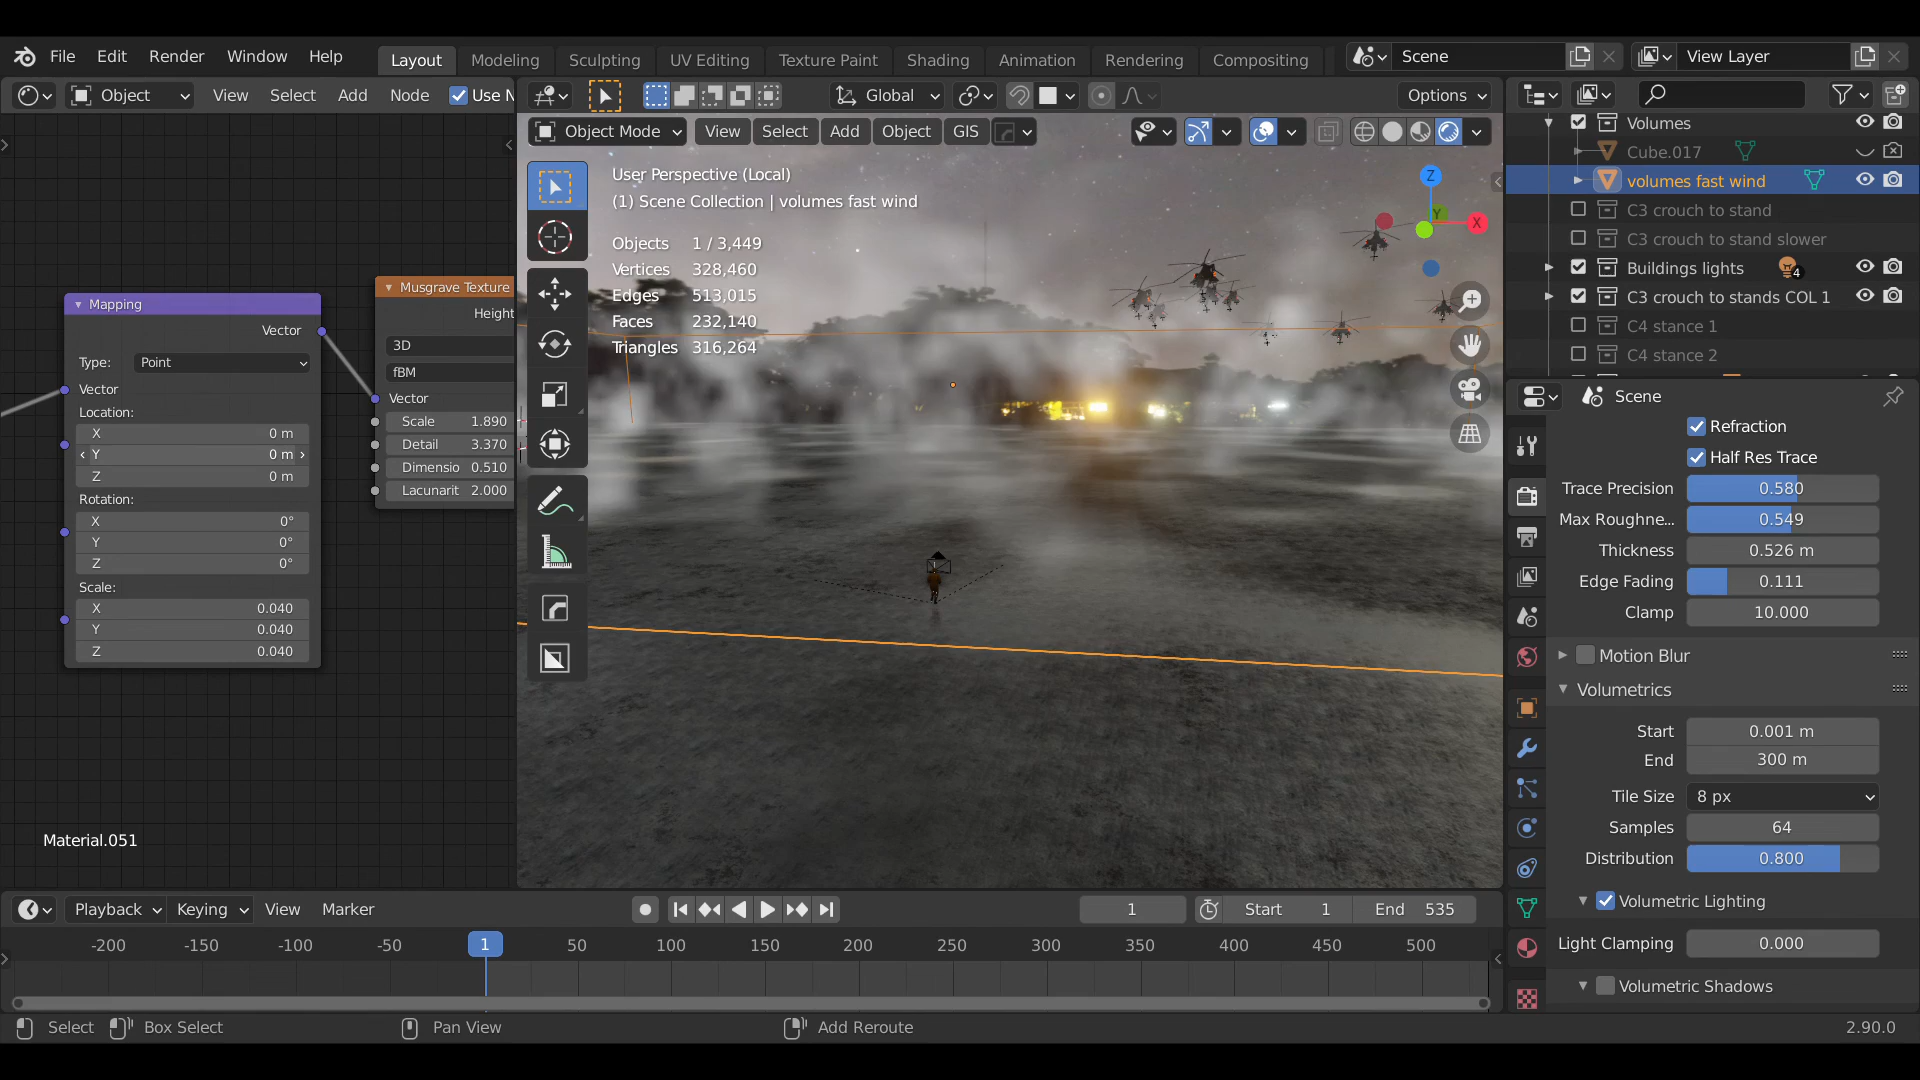 File Edit Render Window Help
Layout Modeling Sculpting UV Editing Texture Paint Shading Animation Rendering Compositing
Scene
View Layer
Object View Select Add Node Use N
Global
Options
Object Mode View Select Add Object GIS
User Perspective (Local)
(1) Scene Collection | volumes fast wind
Objects 1 / 3,449
Vertices 328,460
Edges 513,015
Faces 232,140
Triangles 316,264
Z
Y
X
Mapping
Vector
Type: Point
Vector
Location:
X 0 m
Y 0 m
Z 0 m
Rotation:
X 0°
Y 0°
Z 0°
Scale:
X 0.040
Y 0.040
Z 0.040
Musgrave Texture
Height
3D
fBM
Vector
Scale 1.890
Detail 3.370
Dimensio 0.510
Lacunarit 2.000
Material.051
Volumes
Cube.017
volumes fast wind
C3 crouch to stand
C3 crouch to stand slower
Buildings lights 4
C3 crouch to stands COL 1
C4 stance 1
C4 stance 2
Scene
Refraction
Half Res Trace
Trace Precision 0.580
Max Roughne... 0.549
Thickness 0.526 m
Edge Fading 0.111
Clamp 10.000
Motion Blur
Volumetrics
Start 0.001 m
End 300 m
Tile Size 8 px
Samples 64
Distribution 0.800
Volumetric Lighting
Light Clamping 0.000
Volumetric Shadows
Playback Keying View Marker
1
Start 1
End 535
-200 -150 -100 -50 1 50 100 150 200 250 300 350 400 450 500
Select Box Select Pan View Add Reroute 2.90.0